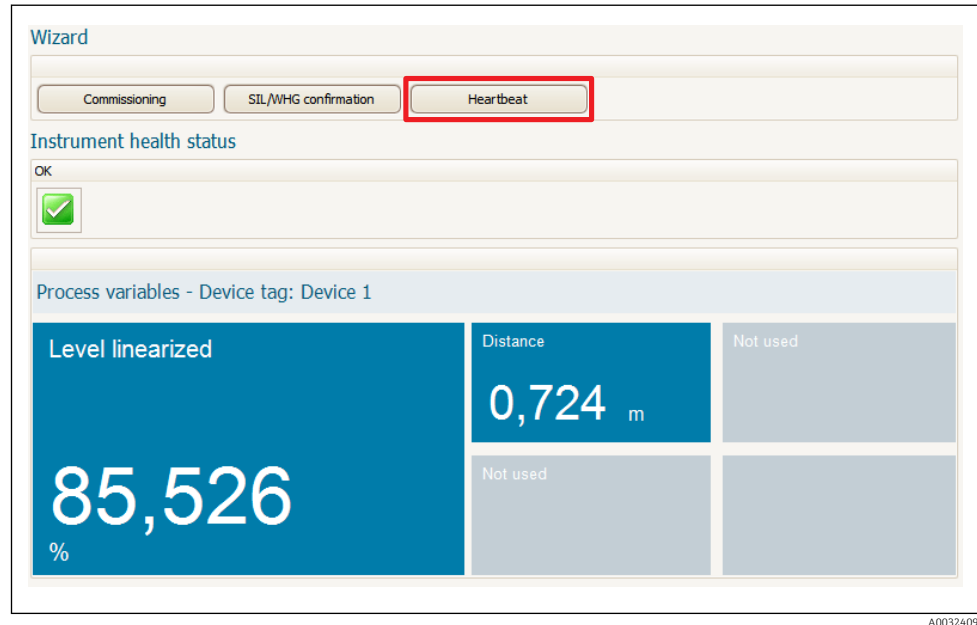 Wizard
Commissioning
SIL/WHG confirmation
Heartbeat
Instrument health status
OK
Process variables - Device tag: Device 1
Level linearized
85,526
%
Distance
0,724 m
Not used
Not used
A0032409